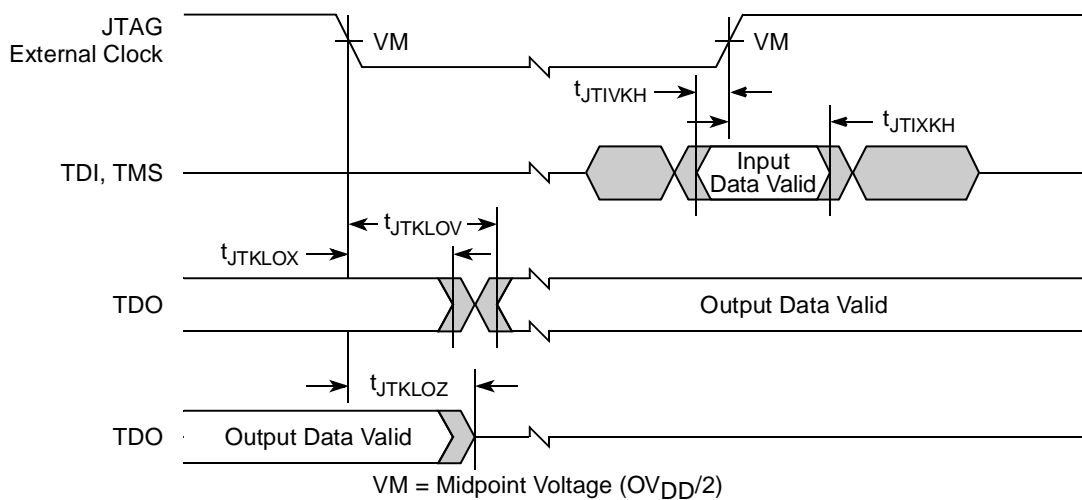 JTAG
External Clock
VM
VM
tJTIVKH
tJTIXKH
TDI, TMS
Input
Data Valid
tJTKLOV
tJTKLOX
TDO
Output Data Valid
tJTKLOZ
TDO
Output Data Valid
VM = Midpoint Voltage (OVDD/2)